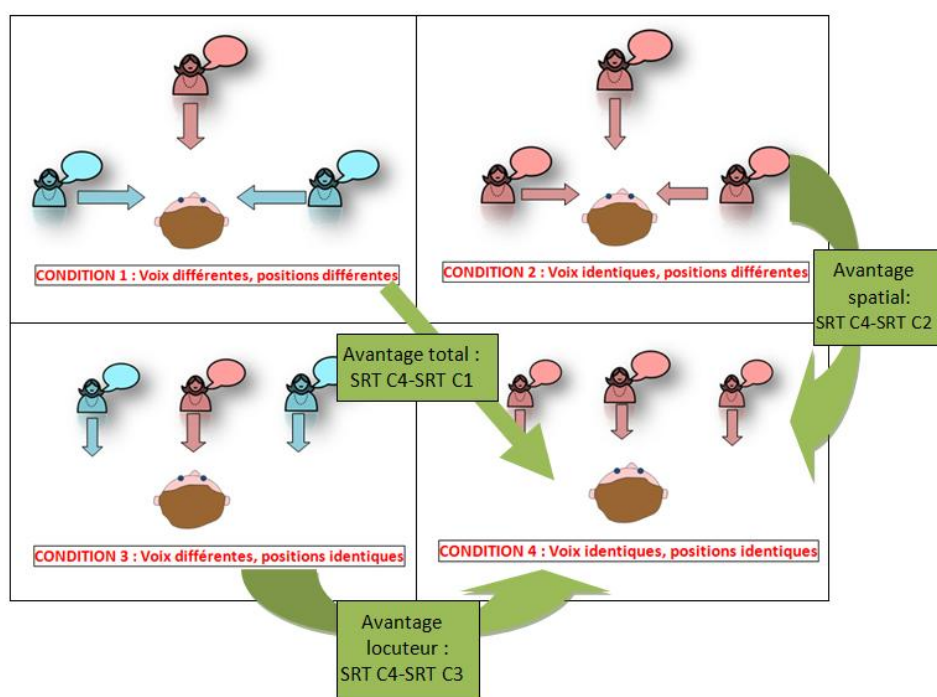 CONDITION 1 : Voix différentes, positions différentes
CONDITION 2 : Voix identiques, positions différentes
Avantage
spatial:
SRT C4-SRT C2
Avantage total :
SRT C4-SRT C1
CONDITION 3 : Voix différentes, positions identiques
CONDITION 4 : Voix identiques, positions identiques
Avantage
locuteur :
SRT C4-SRT C3